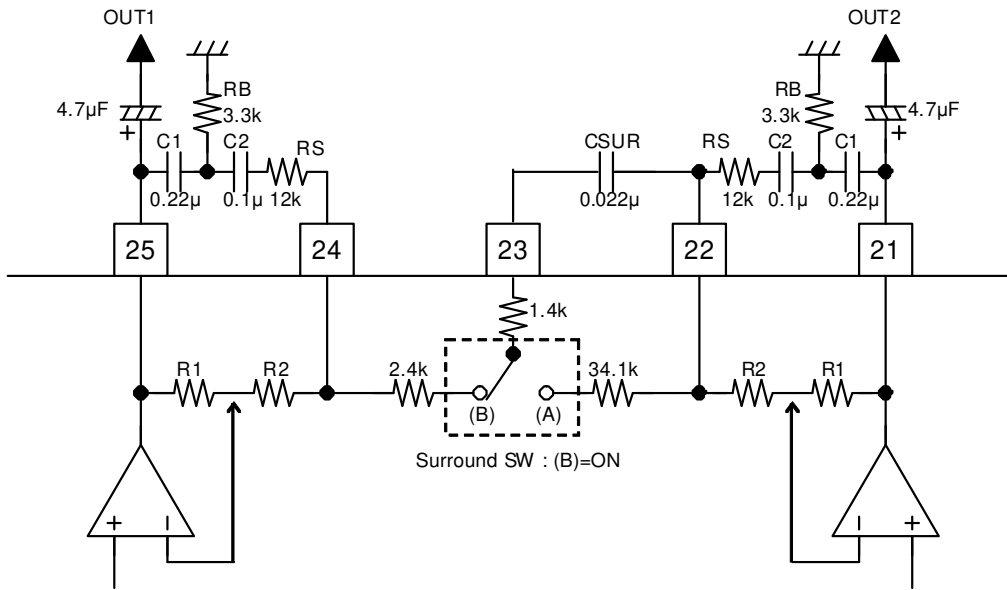 OUT1
OUT2
RB
RB
4.7µF
3.3k
3.3k
4.7µF
+
+
C1
C2
RS
CSUR
RS
C2
C1
0.22µ
0.1µ
12k
0.022µ
12k
0.1µ
0.22µ
25
24
23
22
21
1.4k
R1
R2
2.4k
34.1k
R2
R1
(B)
(A)
Surround SW : (B)=ON
+
−
−
+